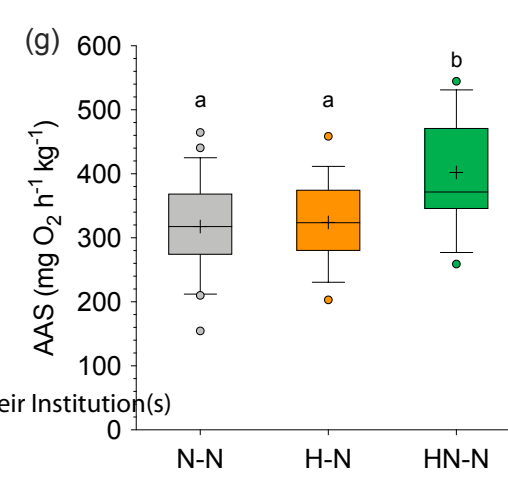 (g)
600
a
a
b
500
400
300
200
100
0
AAS (mg O₂ h⁻¹ kg⁻¹)
eir Institution(s)
N-N
H-N
HN-N